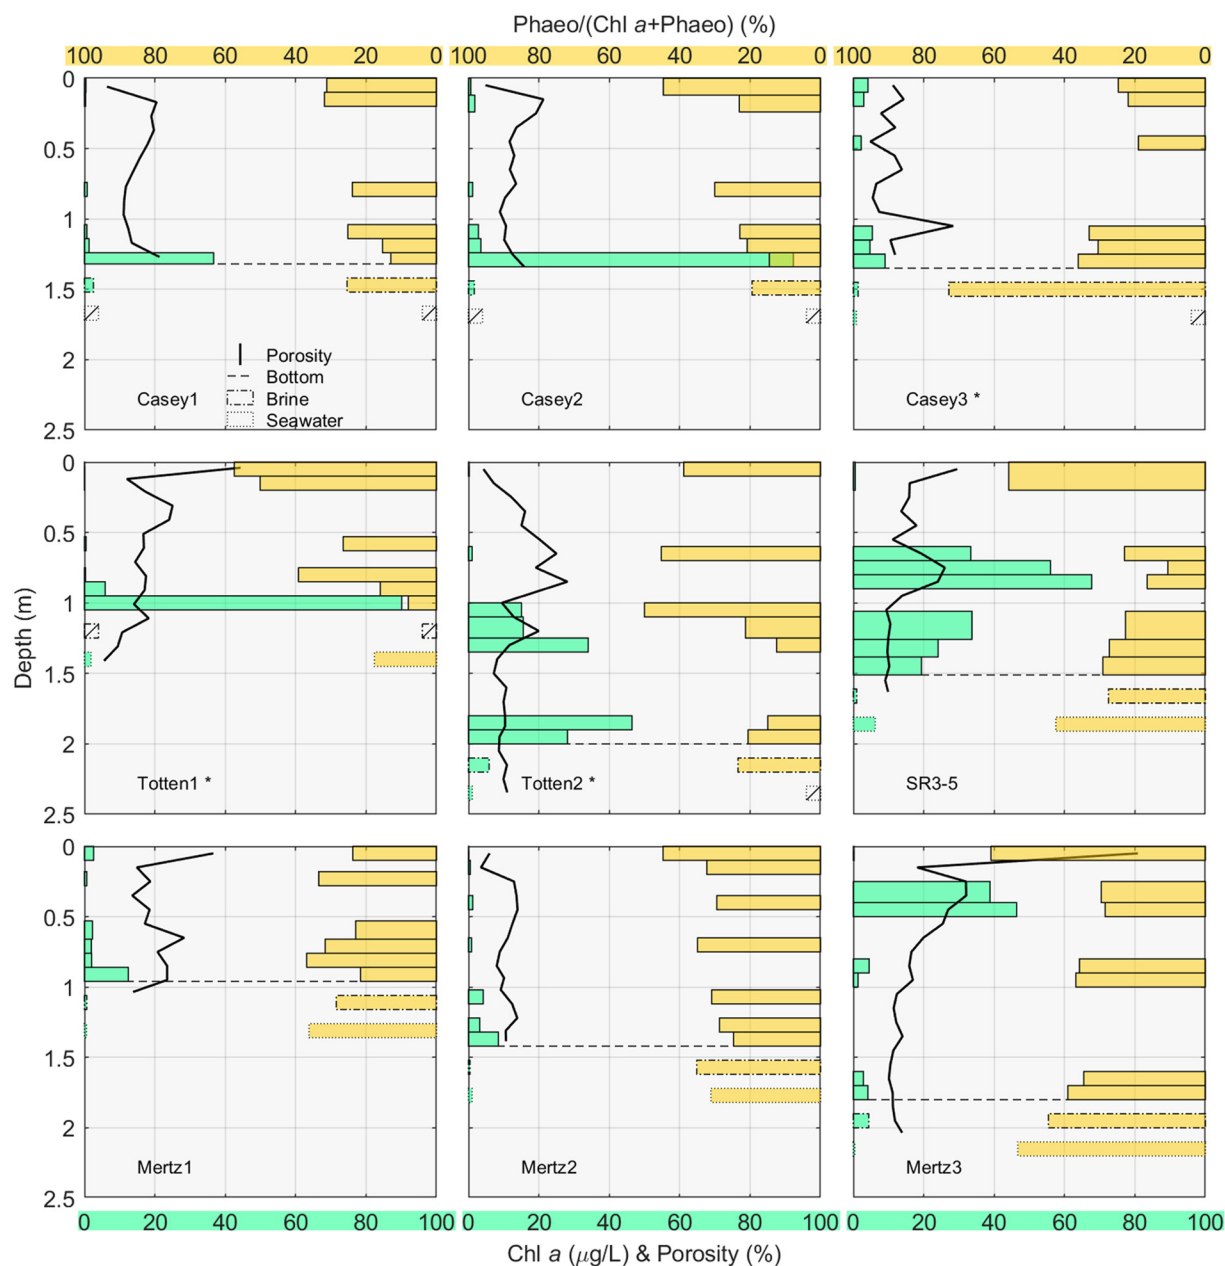 Phaeo/(Chl a+Phaeo) (%)
100 80 60 40 20 0 100 80 60 40 20 0 100 80 60 40 20 0
0
0.5
1
1.5
2
2.5
Porosity
Bottom
Brine
Seawater
Casey1
Casey2
Casey3 *
Depth (m)
0
0.5
1
1.5
2
2.5
Totten1 *
Totten2 *
SR3-5
0
0.5
1
1.5
2
2.5
Mertz1
Mertz2
Mertz3
0 20 40 60 80 100 0 20 40 60 80 100 0 20 40 60 80 100
Chl a (μg/L) & Porosity (%)